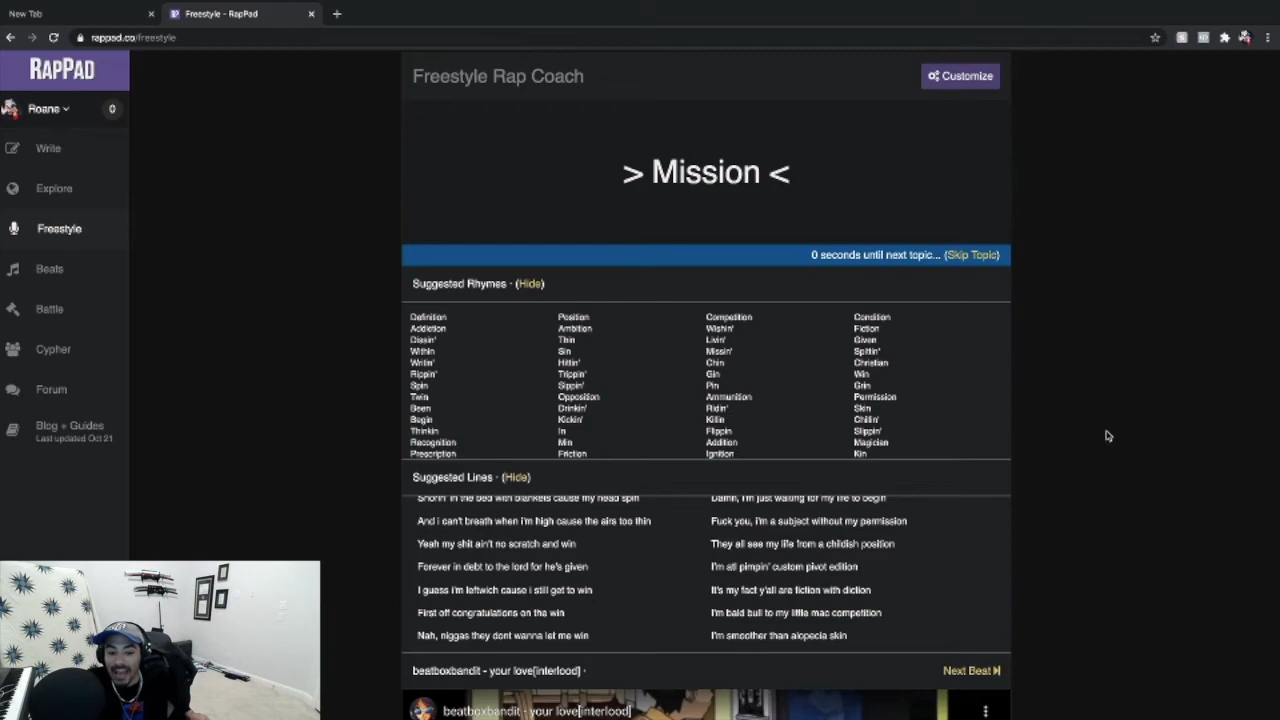 New Tab
Freestyle - RapPad
rappad.co/freestyle
RAPPAD
Roane
0
Write
Explore
Freestyle
Beats
Battle
Cypher
Forum
Blog + Guides
Last updated Oct 21
Freestyle Rap Coach
Customize
> Mission <
0 seconds until next topic... (Skip Topic)
Suggested Rhymes · (Hide)
Definition Position Competition Condition
Addiction Ambition Wishin' Fiction
Dissin' Thin Livin' Given
Within Sin Missin' Spittin'
Writin' Hittin' Chin Christian
Rippin' Trippin' Gin Win
Spin Sippin' Pin Grin
Twin Opposition Ammunition Permission
Been Drinkin' Ridin' Skin
Begin Kickin' Killin Chillin'
Thinkin In Flippin Slippin'
Recognition Min Addition Magician
Prescription Friction Ignition Kin
Suggested Lines · (Hide)
in the bed with blankets cause my head spin Damn, I'm just waiting for my life to begin
And i can't breath when i'm high cause the airs too thin Fuck you, i'm a subject without my permission
Yeah my shit ain't no scratch and win They all see my life from a childish position
Forever in debt to the lord for he's given I'm atl pimpin' custom pivot edition
I guess i'm leftwich cause i still get to win It's my fact y'all are fiction with diction
First off congratulations on the win I'm bald bull to my little mac competition
Nah, niggas they dont wanna let me win I'm smoother than alopecia skin
beatboxbandit - your love[interlood] ·
Next Beat
beatboxbandit - your love[interlood]